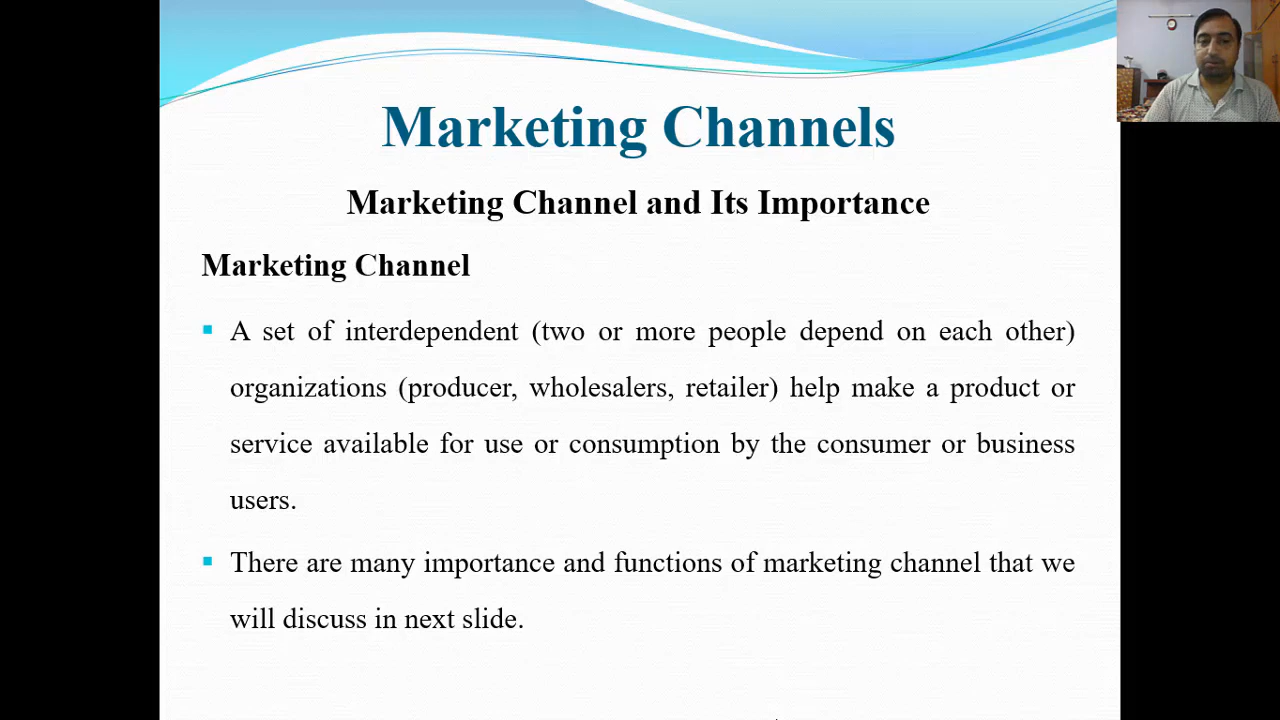 Marketing Channels
Marketing Channel and Its Importance
Marketing Channel
A set of interdependent (two or more people depend on each other)
organizations (producer, wholesalers, retailer) help make a product or
service available for use or consumption by the consumer or business
users.
There are many importance and functions of marketing channel that we
will discuss in next slide.